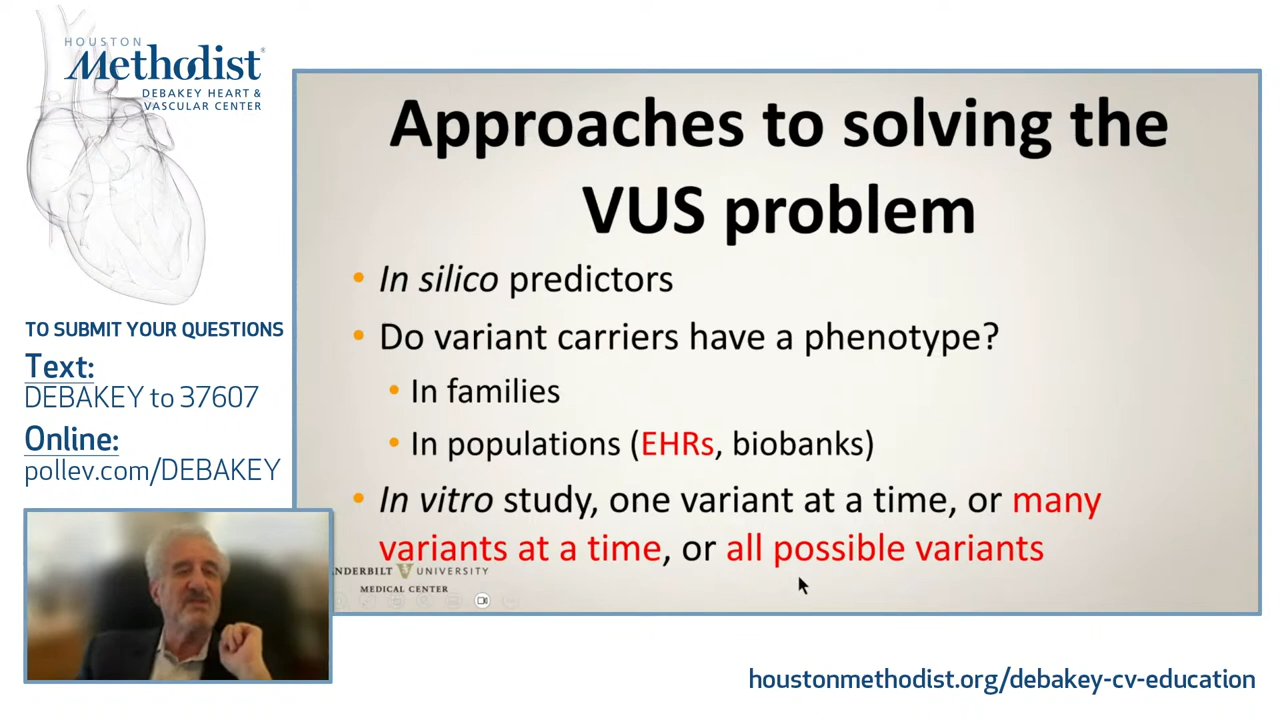 HOUSTON
Methodist®
DEBAKEY HEART &
VASCULAR CENTER
TO SUBMIT YOUR QUESTIONS
Text:
DEBAKEY to 37607
Online:
pollev.com/DEBAKEY
Approaches to solving the
VUS problem
• In silico predictors
• Do variant carriers have a phenotype?
• In families
• In populations (EHRs, biobanks)
• In vitro study, one variant at a time, or many
variants at a time, or all possible variants
NDERBILT V UNIVERSITY
MEDICAL CENTER
houstonmethodist.org/debakey-cv-education